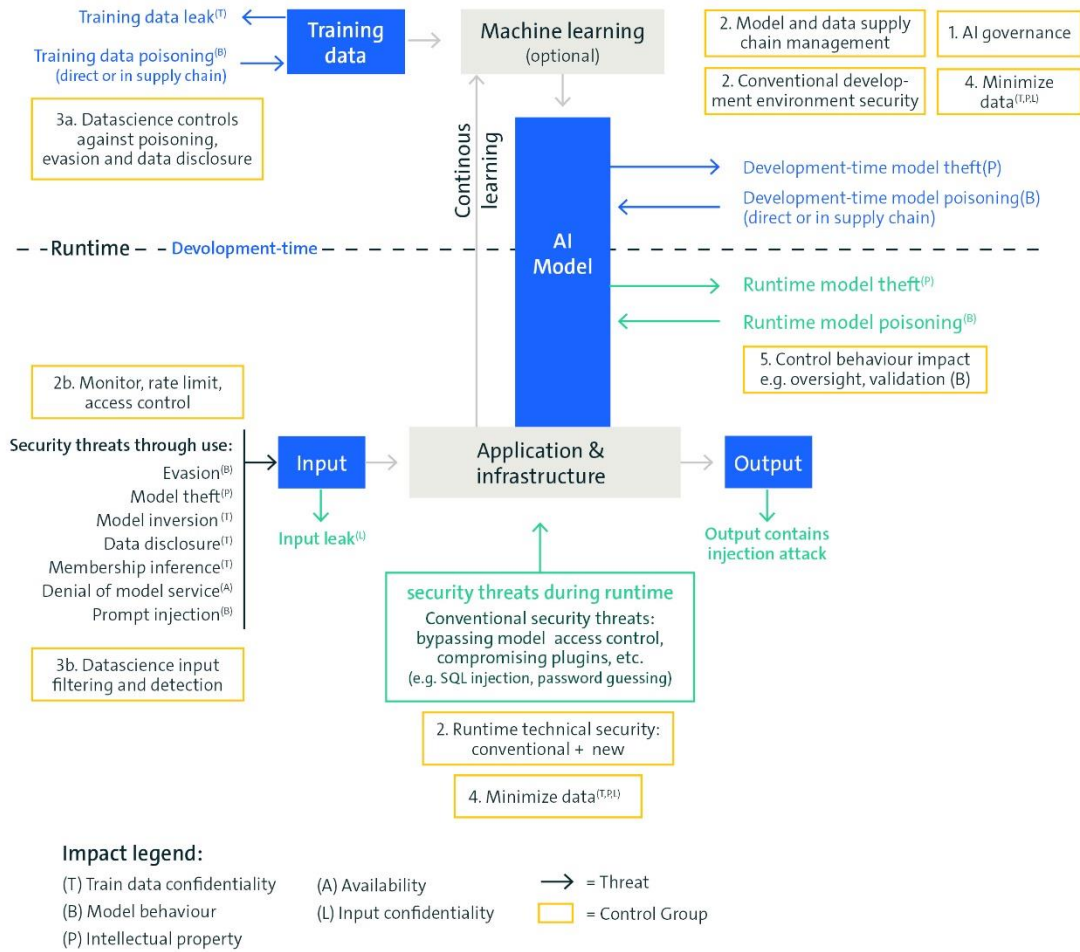 Training data leak(T)
Training data poisoning(B)
(direct or in supply chain)
Training
data
Machine learning
(optional)
2. Model and data supply
chain management
1. AI governance
2. Conventional develop-
ment environment security
4. Minimize
data(T,P,L)
3a. Datascience controls
against poisoning,
evasion and data disclosure
Continous
learning
AI
Model
Development-time model theft(P)
Development-time model poisoning(B)
(direct or in supply chain)
Runtime
Devolopment-time
Runtime model theft(P)
Runtime model poisoning(B)
5. Control behaviour impact
e.g. oversight, validation (B)
2b. Monitor, rate limit,
access control
Security threats through use:
Evasion(B)
Model theft(P)
Model inversion(T)
Data disclosure(T)
Membership inference(T)
Denial of model service(A)
Prompt injection(B)
Input
Input leak(L)
Application &
infrastructure
Output
Output contains
injection attack
3b. Datascience input
filtering and detection
security threats during runtime
Conventional security threats:
bypassing model access control,
compromising plugins, etc.
(e.g. SQL injection, password guessing)
2. Runtime technical security:
conventional + new
4. Minimize data(T,P,L)
Impact legend:
(T) Train data confidentiality
(B) Model behaviour
(P) Intellectual property
(A) Availability
(L) Input confidentiality
= Threat
= Control Group